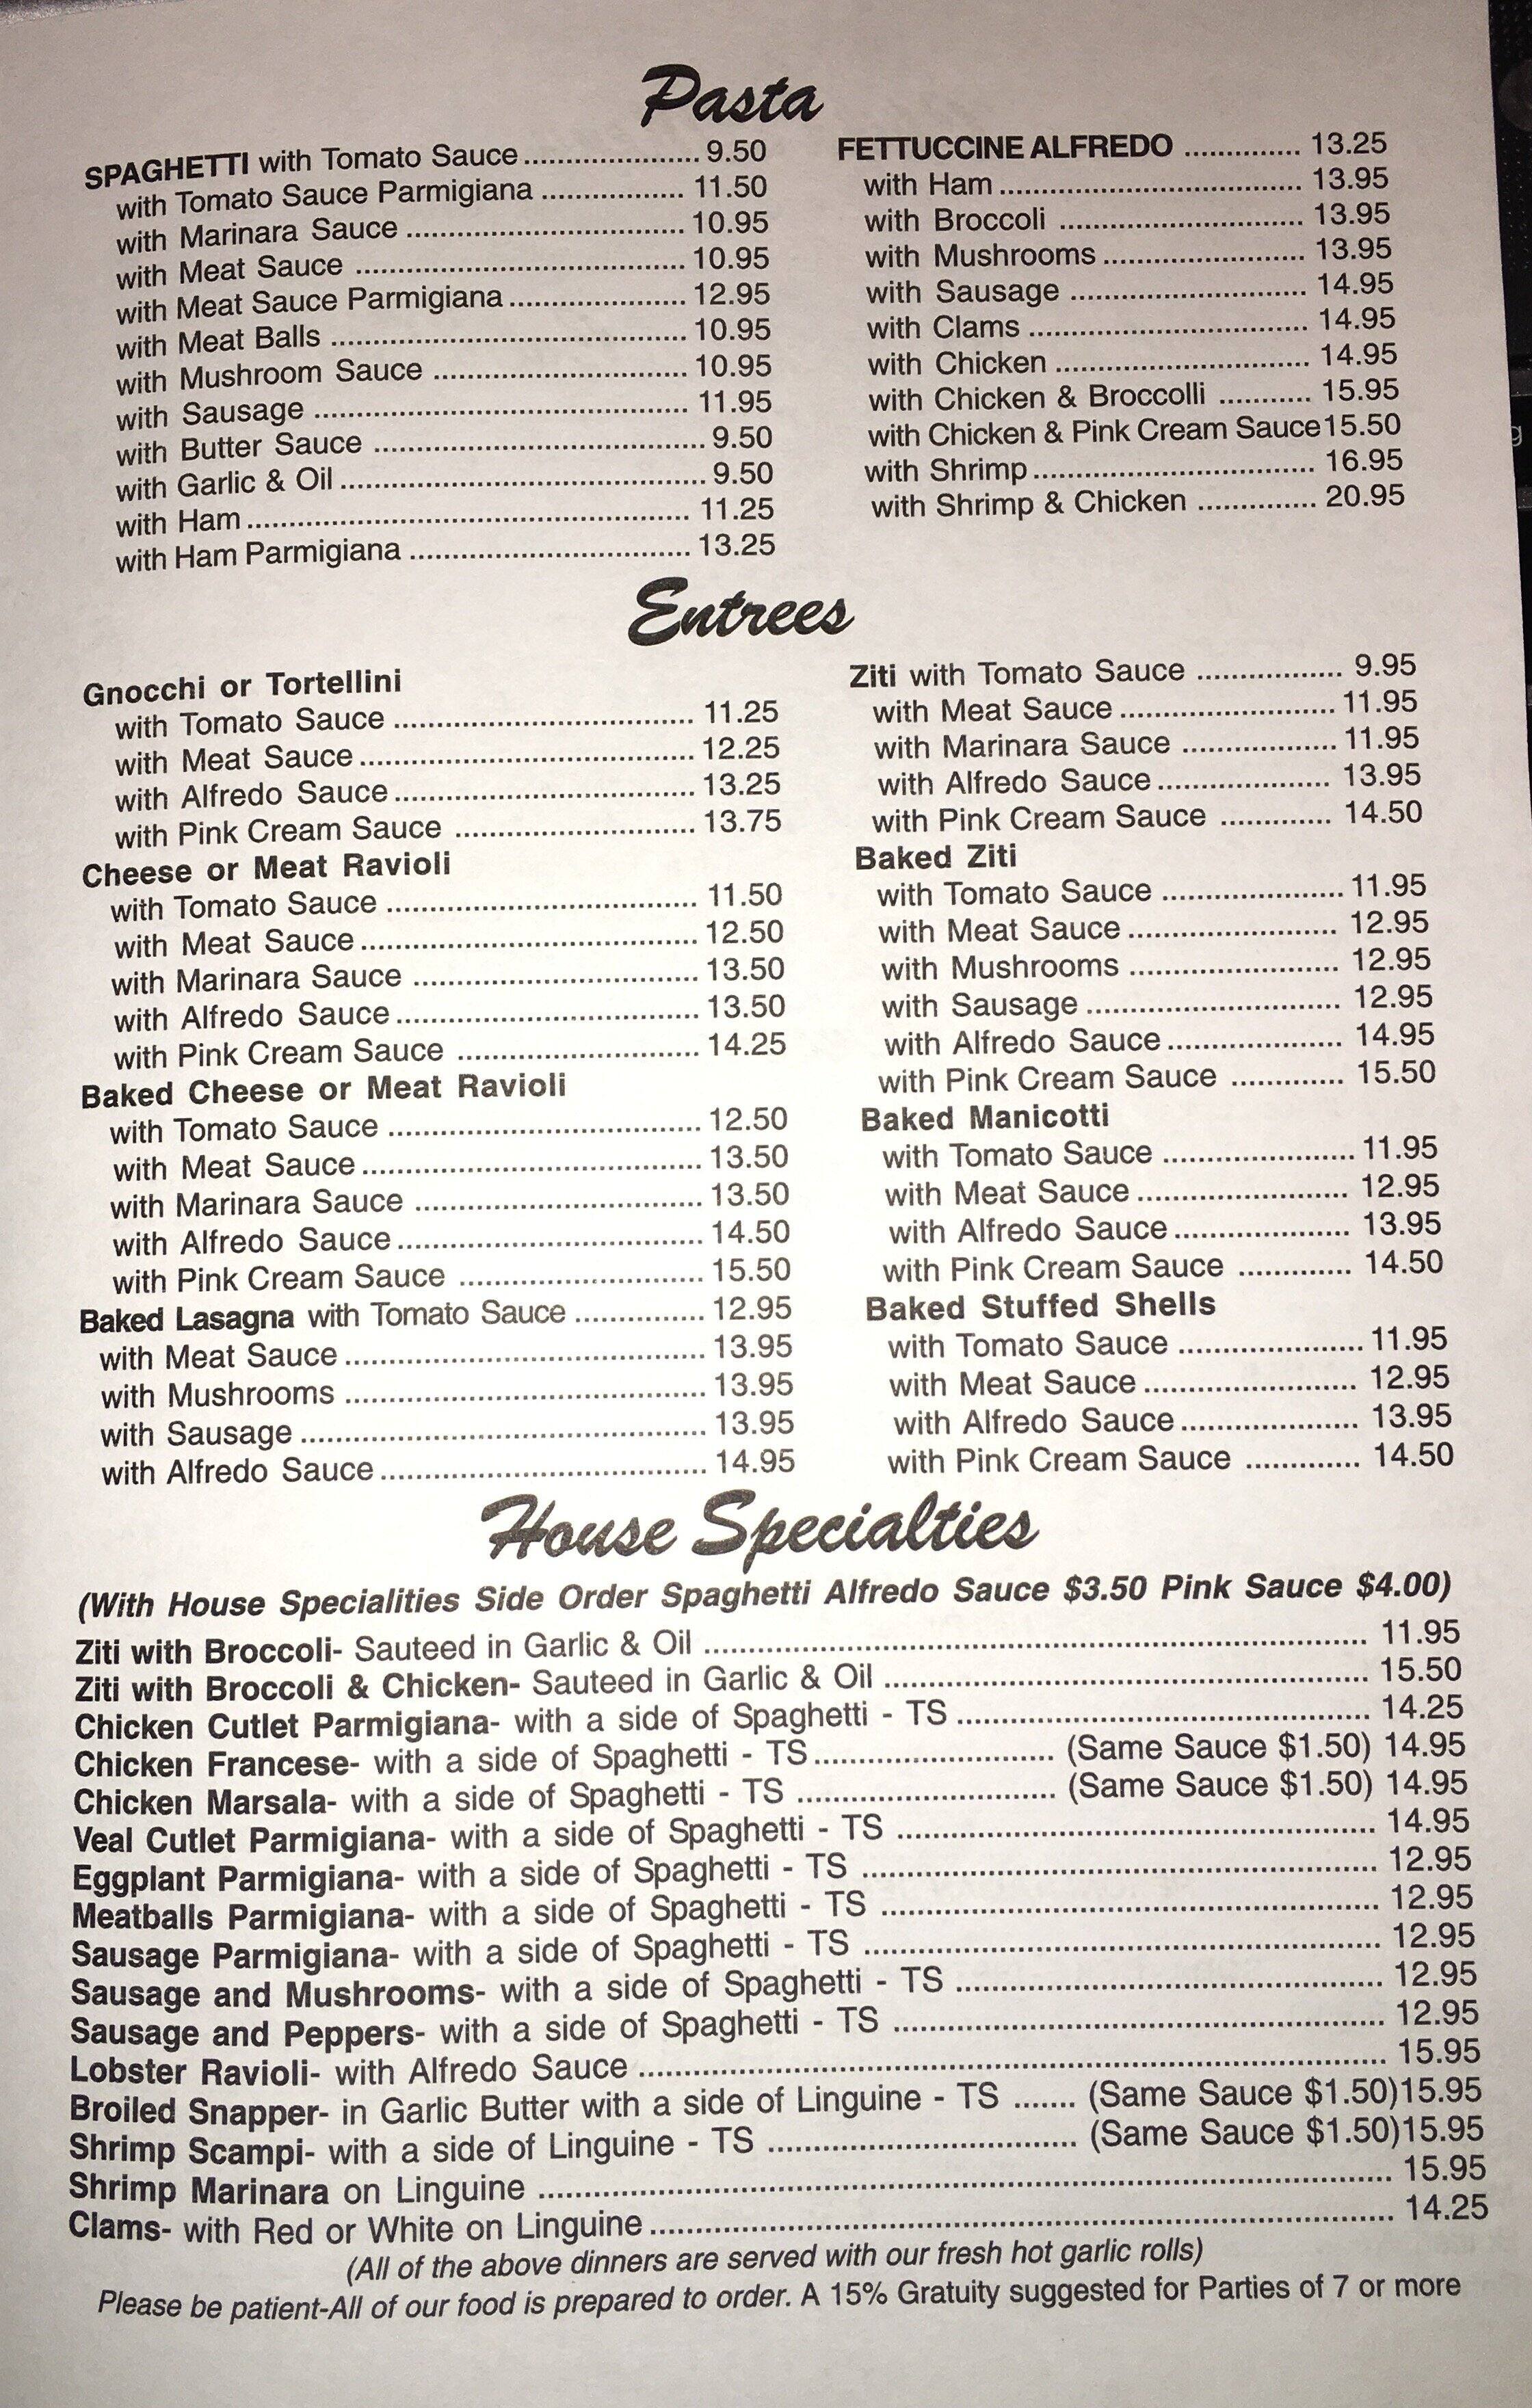 Pasta
SPAGHETTI with Tomato Sauce ..................... 9.50
with Tomato Sauce Parmigiana ................. 11.50
with Marinara Sauce ................................. 10.95
with Meat Sauce ....................................... 10.95
with Meat Sauce Parmigiana ..................... 12.95
with Meat Balls .......................................... 10.95
with Mushroom Sauce .............................. 10.95
with Sausage ............................................ 11.95
with Butter Sauce ....................................... 9.50
with Garlic & Oil ........................................... 9.50
with Ham .................................................... 11.25
with Ham Parmigiana ................................. 13.25
FETTUCCINE ALFREDO .............. 13.25
with Ham .................................... 13.95
with Broccoli ............................. 13.95
with Mushrooms ........................ 13.95
with Sausage ............................ 14.95
with Clams ................................. 14.95
with Chicken .............................. 14.95
with Chicken & Broccolli ........... 15.95
with Chicken & Pink Cream Sauce15.50
with Shrimp ................................. 16.95
with Shrimp & Chicken .............. 20.95
Entrees
Gnocchi or Tortellini
with Tomato Sauce ................................... 11.25
with Meat Sauce ....................................... 12.25
with Alfredo Sauce .................................... 13.25
with Pink Cream Sauce ............................ 13.75
Cheese or Meat Ravioli
with Tomato Sauce .................................... 11.50
with Meat Sauce ........................................ 12.50
with Marinara Sauce .................................. 13.50
with Alfredo Sauce .................................... 13.50
with Pink Cream Sauce ............................. 14.25
Baked Cheese or Meat Ravioli
with Tomato Sauce ..................................... 12.50
with Meat Sauce ........................................ 13.50
with Marinara Sauce .................................. 13.50
with Alfredo Sauce .................................... 14.50
with Pink Cream Sauce ............................. 15.50
Baked Lasagna with Tomato Sauce ............... 12.95
with Meat Sauce .......................................... 13.95
with Mushrooms .......................................... 13.95
with Sausage ................................................ 13.95
with Alfredo Sauce ...................................... 14.95
Ziti with Tomato Sauce ................. 9.95
with Meat Sauce ......................... 11.95
with Marinara Sauce .................. 11.95
with Alfredo Sauce .................... 13.95
with Pink Cream Sauce ............. 14.50
Baked Ziti
with Tomato Sauce ..................... 11.95
with Meat Sauce ........................ 12.95
with Mushrooms ........................ 12.95
with Sausage .............................. 12.95
with Alfredo Sauce .................... 14.95
with Pink Cream Sauce ............. 15.50
Baked Manicotti
with Tomato Sauce ...................... 11.95
with Meat Sauce ........................ 12.95
with Alfredo Sauce .................... 13.95
with Pink Cream Sauce ............. 14.50
Baked Stuffed Shells
with Tomato Sauce ..................... 11.95
with Meat Sauce ........................ 12.95
with Alfredo Sauce .................... 13.95
with Pink Cream Sauce ............. 14.50
House Specialties
(With House Specialities Side Order Spaghetti Alfredo Sauce $3.50 Pink Sauce $4.00)
Ziti with Broccoli- Sauteed in Garlic & Oil ................................ 11.95
Ziti with Broccoli & Chicken- Sauteed in Garlic & Oil ................................ 15.50
Chicken Cutlet Parmigiana- with a side of Spaghetti - TS ................................ 14.25
Chicken Francese- with a side of Spaghetti - TS............................ (Same Sauce $1.50) 14.95
Chicken Marsala- with a side of Spaghetti - TS .............................. (Same Sauce $1.50) 14.95
Veal Cutlet Parmigiana- with a side of Spaghetti - TS ................................ 14.95
Eggplant Parmigiana- with a side of Spaghetti - TS ................................ 12.95
Meatballs Parmigiana- with a side of Spaghetti - TS ................................ 12.95
Sausage Parmigiana- with a side of Spaghetti - TS ................................ 12.95
Sausage and Mushrooms- with a side of Spaghetti - TS ................................ 12.95
Sausage and Peppers- with a side of Spaghetti - TS ................................ 12.95
Lobster Ravioli- with Alfredo Sauce ................................ 15.95
Broiled Snapper- in Garlic Butter with a side of Linguine - TS ....... (Same Sauce $1.50)15.95
Shrimp Scampi- with a side of Linguine - TS .................................... (Same Sauce $1.50)15.95
Shrimp Marinara on Linguine ................................ 15.95
Clams- with Red or White on Linguine ................................ 14.25
(All of the above dinners are served with our fresh hot garlic rolls)
Please be patient-All of our food is prepared to order. A 15% Gratuity suggested for Parties of 7 or more